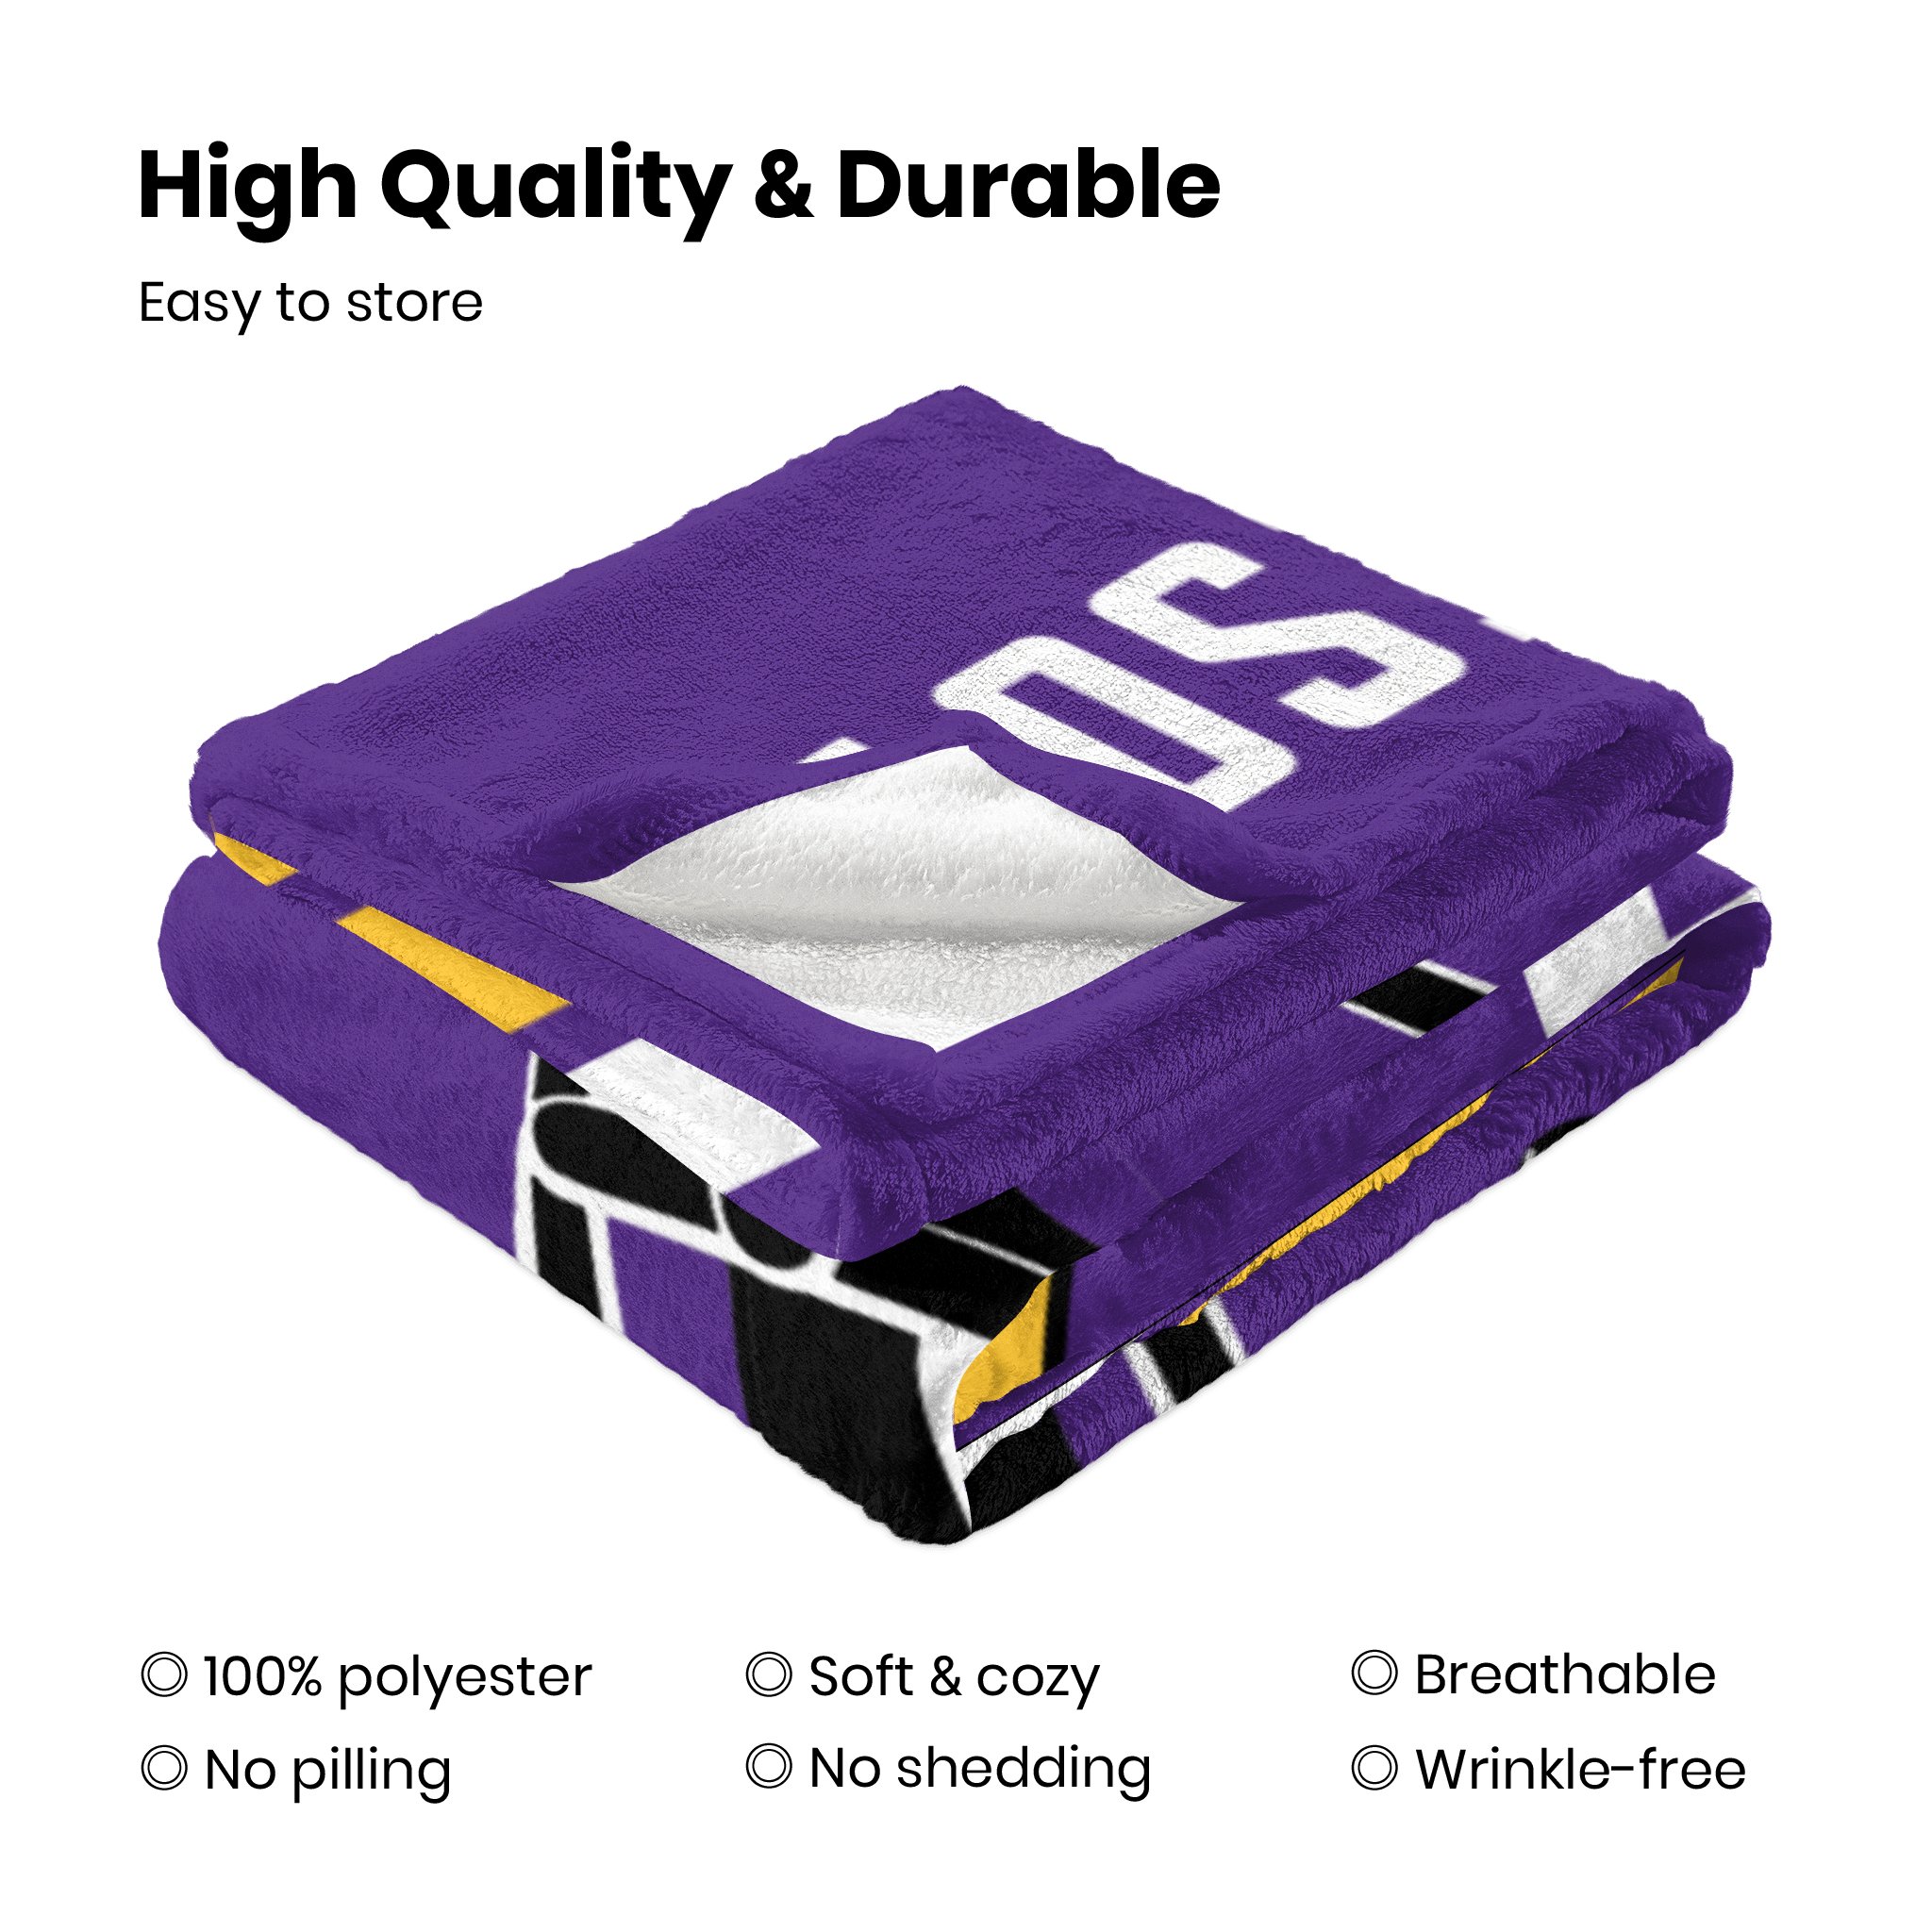 High Quality & Durable
Easy to store
100% polyester
Soft & cozy
Breathable
No pilling
No shedding
Wrinkle-free